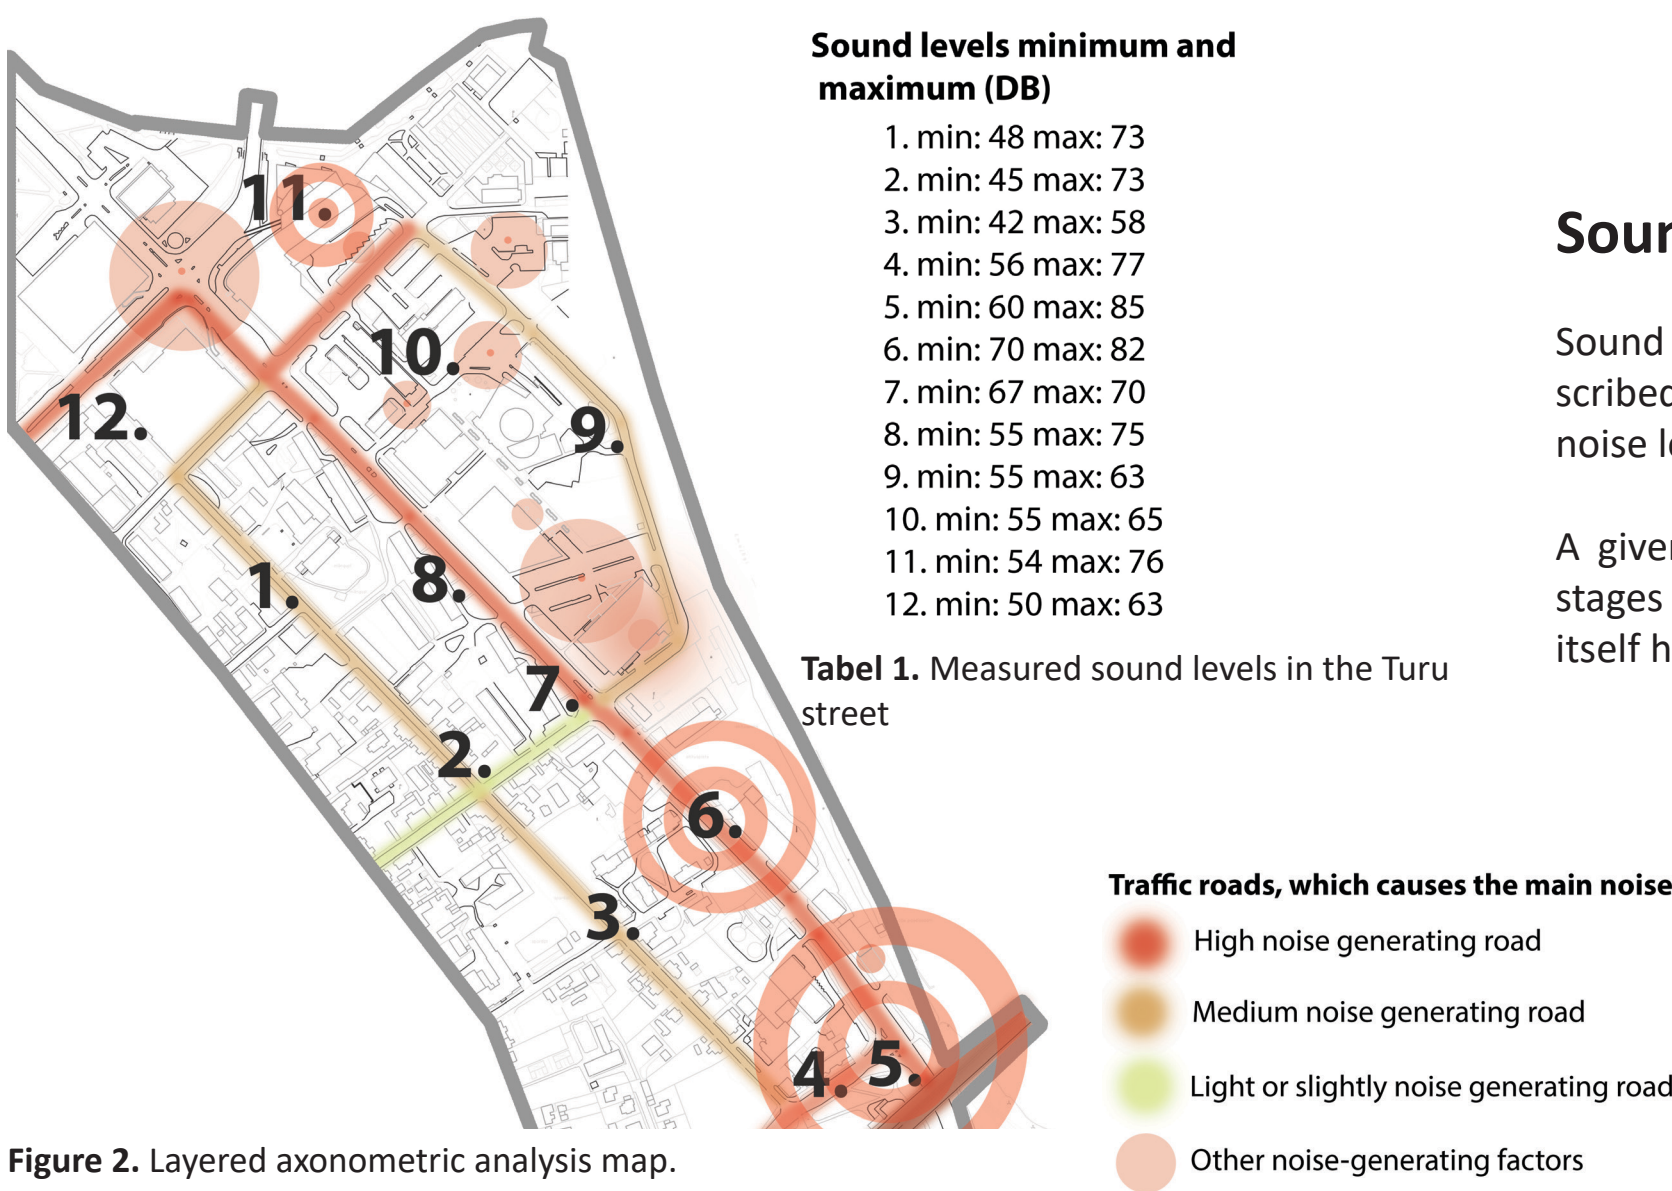 Sound levels minimum and
maximum (DB)
1. min: 48 max: 73
2. min: 45 max: 73
3. min: 42 max: 58
4. min: 56 max: 77
5. min: 60 max: 85
6. min: 70 max: 82
7. min: 67 max: 70
8. min: 55 max: 75
9. min: 55 max: 63
10. min: 55 max: 65
11. min: 54 max: 76
12. min: 50 max: 63
Tabel 1. Measured sound levels in the Turu
street
11.
10.
12.
9.
1.
8.
7.
2.
6.
3.
4.
5.
Traffic roads, which causes the main noise
High noise generating road
Medium noise generating road
Light or slightly noise generating road
Other noise-generating factors
Figure 2. Layered axonometric analysis map.
Sound
scribed
A given
stages
itself